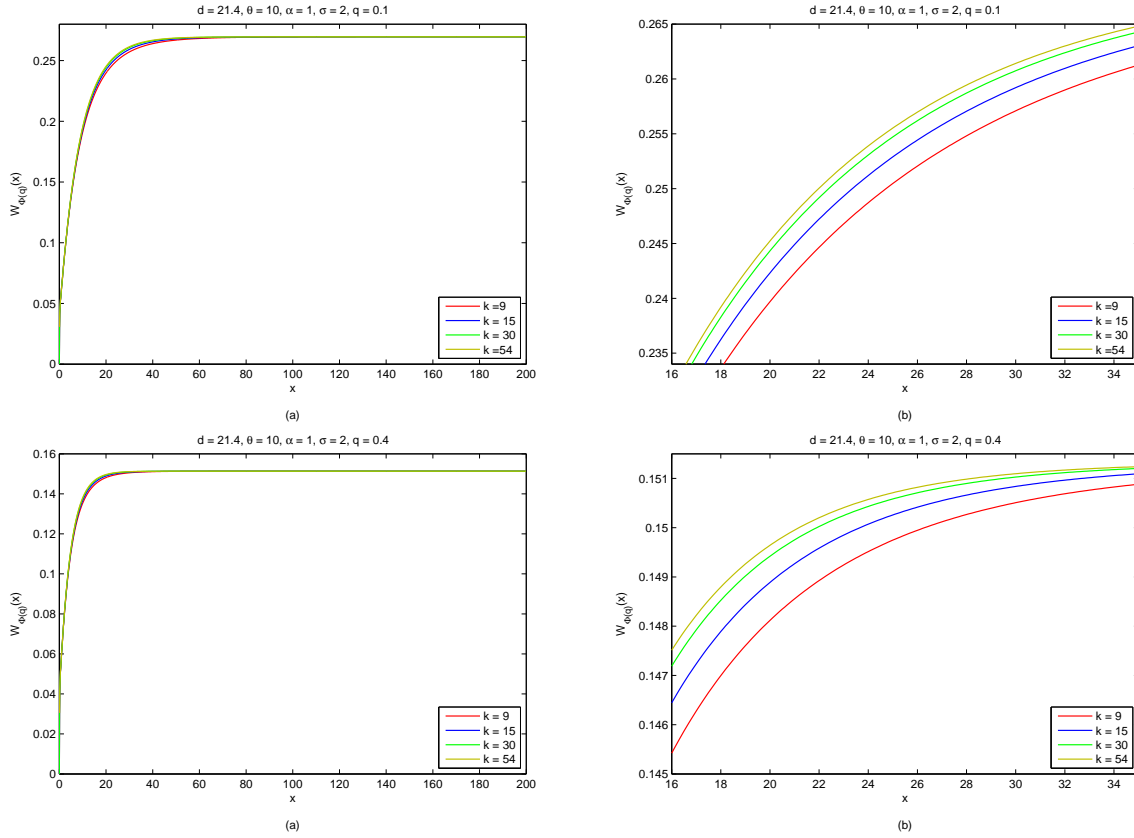 d = 21.4, θ = 10, α = 1, σ = 2, q = 0.1
W_Φ(q)(x)
0.25
0.2
0.15
0.1
0.05
0
0 20 40 60 80 100 120 140 160 180 200
x
k =9
k = 15
k = 30
k =54
(a)
d = 21.4, θ = 10, α = 1, σ = 2, q = 0.1
W_Φ(q)(x)
0.265
0.26
0.255
0.25
0.245
0.24
0.235
16 18 20 22 24 26 28 30 32 34
x
k =9
k = 15
k = 30
k =54
(b)
d = 21.4, θ = 10, α = 1, σ = 2, q = 0.4
W_Φ(q)(x)
0.16
0.14
0.12
0.1
0.08
0.06
0.04
0.02
0
0 20 40 60 80 100 120 140 160 180 200
x
k = 9
k = 15
k = 30
k = 54
(a)
d = 21.4, θ = 10, α = 1, σ = 2, q = 0.4
W_Φ(q)(x)
0.151
0.15
0.149
0.148
0.147
0.146
0.145
16 18 20 22 24 26 28 30 32 34
x
k = 9
k = 15
k = 30
k = 54
(b)